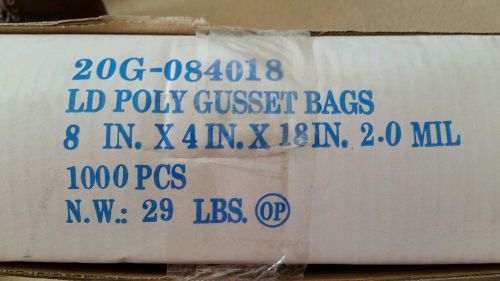 20G-084018
LD POLY GUSSET BAGS
8 IN. X 4 IN. X 18 IN. 2.0 MIL
1000 PCS
N.W.: 29 LBS. OP